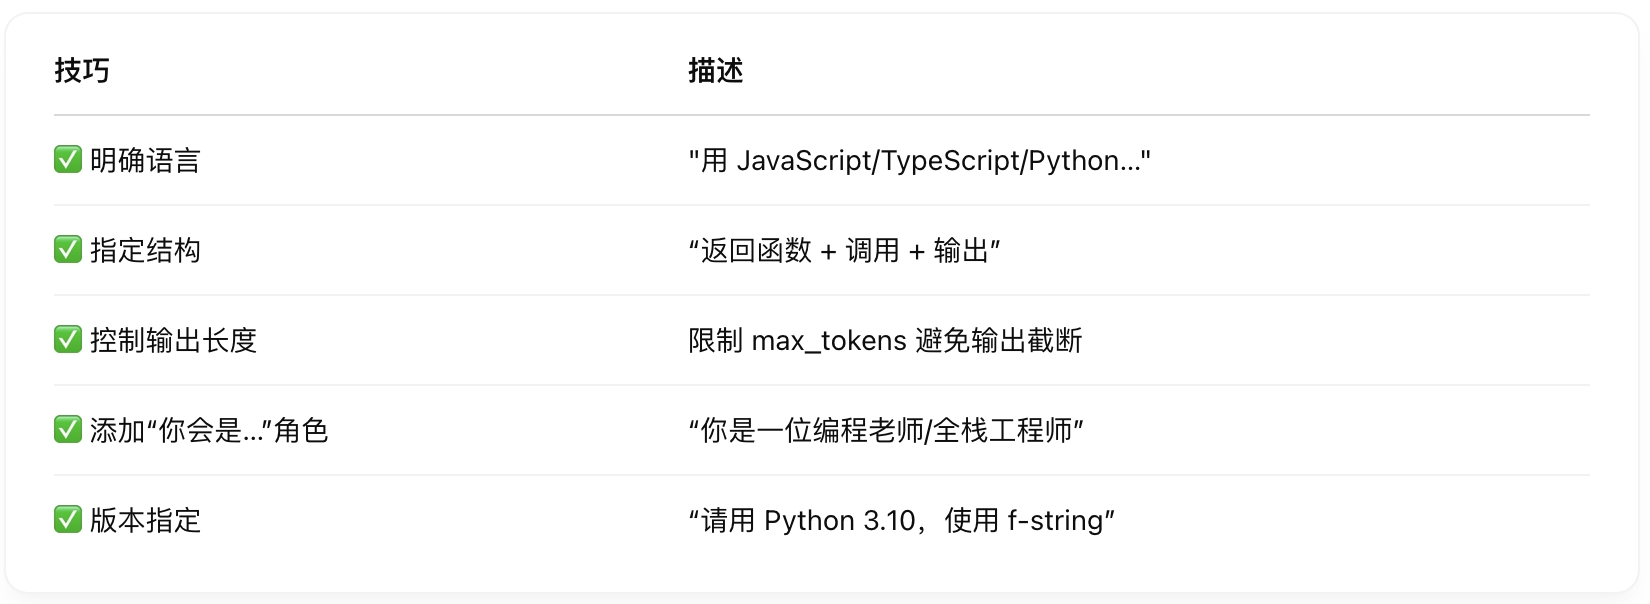 技巧 描述
✅ 明确语言 "用 JavaScript/TypeScript/Python..."
✅ 指定结构 “返回函数 + 调用 + 输出”
✅ 控制输出长度 限制 max_tokens 避免输出截断
✅ 添加“你会是...”角色 “你是一位编程老师/全栈工程师”
✅ 版本指定 “请用 Python 3.10，使用 f-string”